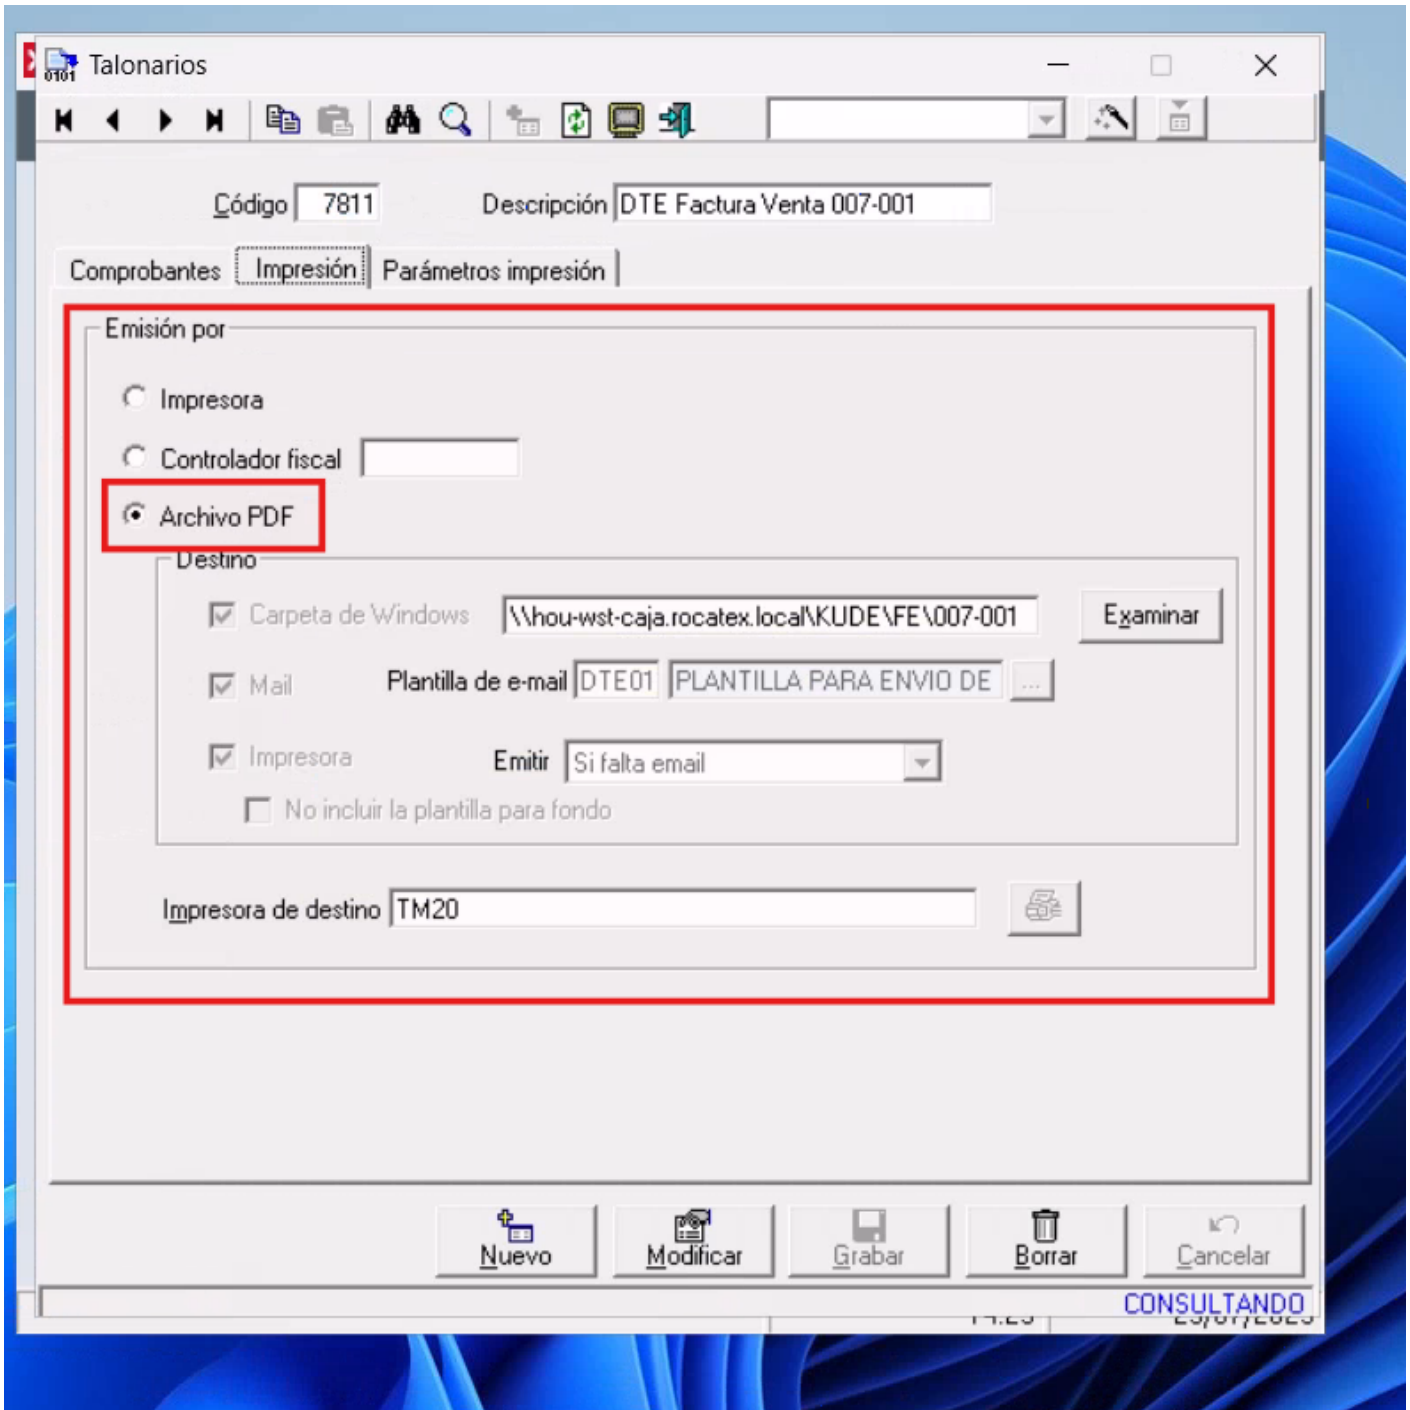 Talonarios
0101
Código 7811 Descripción DTE Factura Venta 007-001
Comprobantes Impresión Parámetros impresión
Emisión por
Impresora
Controlador fiscal
Archivo PDF
Destino
Carpeta de Windows \\hou-wst-caja.rocatex.local\KUDE\FE\007-001 Examinar
Mail Plantilla de e-mail DTE01 PLANTILLA PARA ENVIO DE ...
Impresora Emitir Si falta email
No incluir la plantilla para fondo
Impresora de destino TM20
Nuevo Modificar Grabar Borrar Cancelar
CONSULTANDO